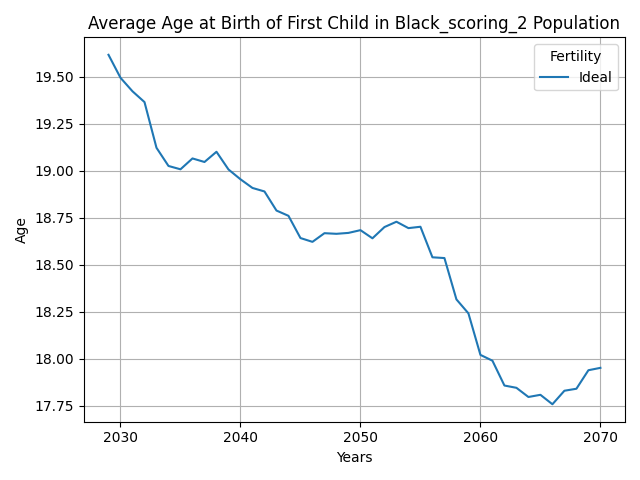 Average Age at Birth of First Child in Black_scoring_2 Population
Fertility
Ideal
19.50
19.25
19.00
18.75
18.50
18.25
18.00
17.75
Age
2030 2040 2050 2060 2070
Years